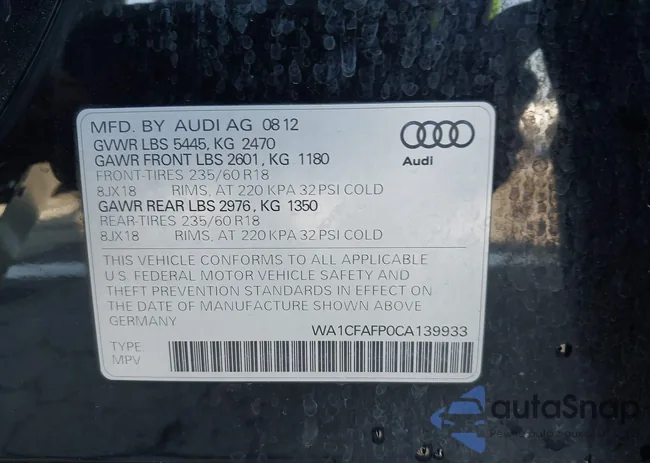 MFD. BY AUDI AG 08 12
GVWR LBS 5445, KG 2470
GAWR FRONT LBS 2601, KG 1180
FRONT-TIRES 235/60 R18
8JX18 RIMS, AT 220 KPA 32 PSI COLD
GAWR REAR LBS 2976, KG 1350
REAR-TIRES 235/60 R18
8JX18 RIMS, AT 220 KPA 32 PSI COLD
Audi
THIS VEHICLE CONFORMS TO ALL APPLICABLE
U.S. FEDERAL MOTOR VEHICLE SAFETY AND
THEFT PREVENTION STANDARDS IN EFFECT ON
THE DATE OF MANUFACTURE SHOWN ABOVE
GERMANY
WA1CFAFP0CA139933
TYPE:
MPV
autoSnap